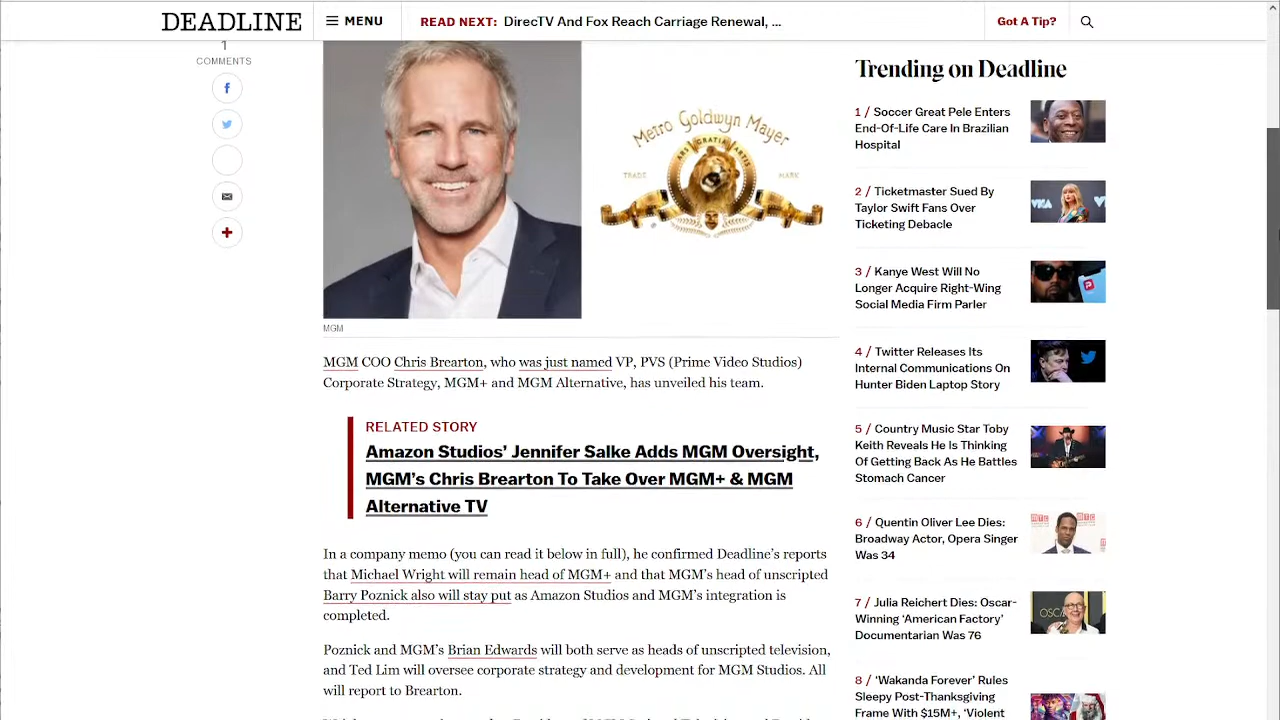 DEADLINE
MENU
READ NEXT: DirecTV And Fox Reach Carriage Renewal, ...
Got A Tip?
1
COMMENTS
Metro Goldwyn Mayer
ARS GRATIA ARTIS
TRADE
MARK
MGM
MGM COO Chris Brearton, who was just named VP, PVS (Prime Video Studios)
Corporate Strategy, MGM+ and MGM Alternative, has unveiled his team.
RELATED STORY
Amazon Studios' Jennifer Salke Adds MGM Oversight,
MGM's Chris Brearton To Take Over MGM+ & MGM
Alternative TV
In a company memo (you can read it below in full), he confirmed Deadline's reports
that Michael Wright will remain head of MGM+ and that MGM's head of unscripted
Barry Poznick also will stay put as Amazon Studios and MGM's integration is
completed.
Poznick and MGM's Brian Edwards will both serve as heads of unscripted television,
and Ted Lim will oversee corporate strategy and development for MGM Studios. All
will report to Brearton.
Trending on Deadline
1 / Soccer Great Pele Enters
End-Of-Life Care In Brazilian
Hospital
2 / Ticketmaster Sued By
Taylor Swift Fans Over
Ticketing Debacle
3 / Kanye West Will No
Longer Acquire Right-Wing
Social Media Firm Parler
4 / Twitter Releases Its
Internal Communications On
Hunter Biden Laptop Story
5 / Country Music Star Toby
Keith Reveals He Is Thinking
Of Getting Back As He Battles
Stomach Cancer
6 / Quentin Oliver Lee Dies:
Broadway Actor, Opera Singer
Was 34
7 / Julia Reichert Dies: Oscar-
Winning 'American Factory'
Documentarian Was 76
8 / 'Wakanda Forever' Rules
Sleepy Post-Thanksgiving
Frame With $15M+, 'Violent